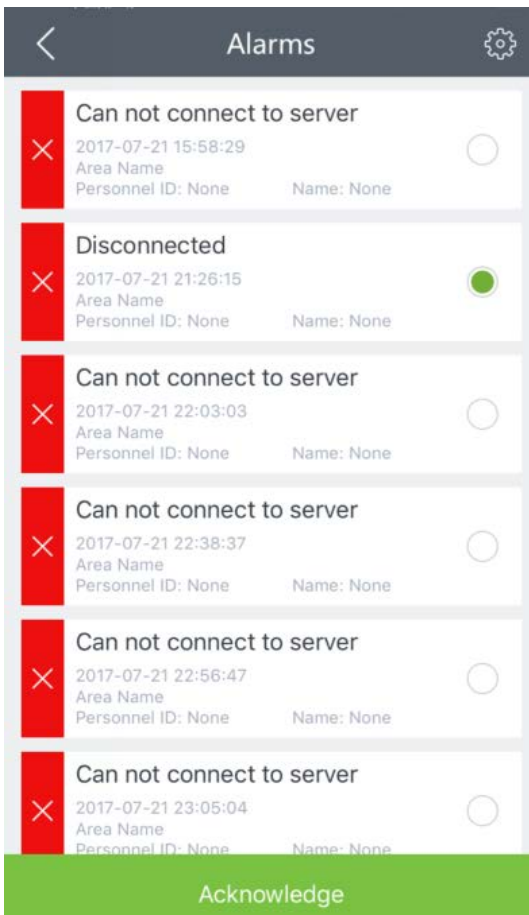 Alarms
Can not connect to server
2017-07-21 15:58:29
Area Name
Personnel ID: None Name: None
Disconnected
2017-07-21 21:26:15
Area Name
Personnel ID: None Name: None
Can not connect to server
2017-07-21 22:03:03
Area Name
Personnel ID: None Name: None
Can not connect to server
2017-07-21 22:38:37
Area Name
Personnel ID: None Name: None
Can not connect to server
2017-07-21 22:56:47
Area Name
Personnel ID: None Name: None
Can not connect to server
2017-07-21 23:05:04
Area Name
Personnel ID: None Name: None
Acknowledge